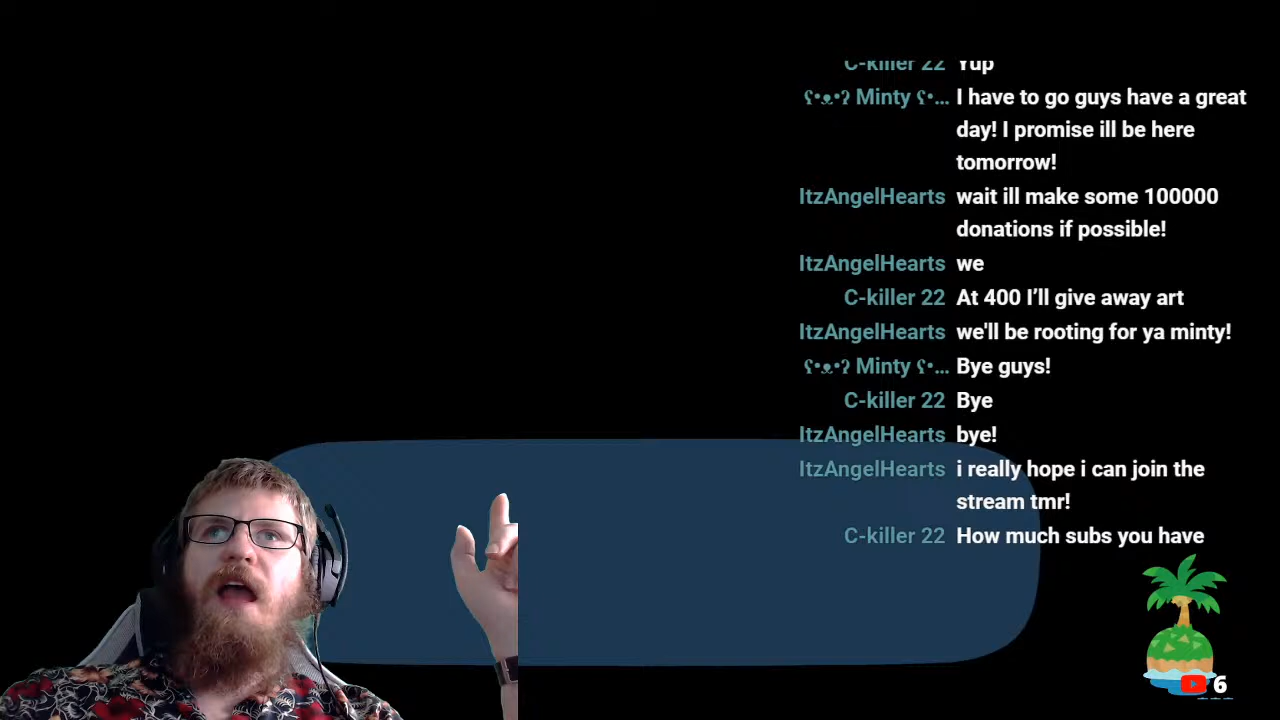 C-killer 22 Yup
ʕ•ᴥ•ʔ Minty ʕ•… I have to go guys have a great
day! I promise ill be here
tomorrow!
ItzAngelHearts wait ill make some 100000
donations if possible!
ItzAngelHearts we
C-killer 22 At 400 I’ll give away art
ItzAngelHearts we'll be rooting for ya minty!
ʕ•ᴥ•ʔ Minty ʕ•… Bye guys!
C-killer 22 Bye
ItzAngelHearts bye!
ItzAngelHearts i really hope i can join the
stream tmr!
C-killer 22 How much subs you have
6